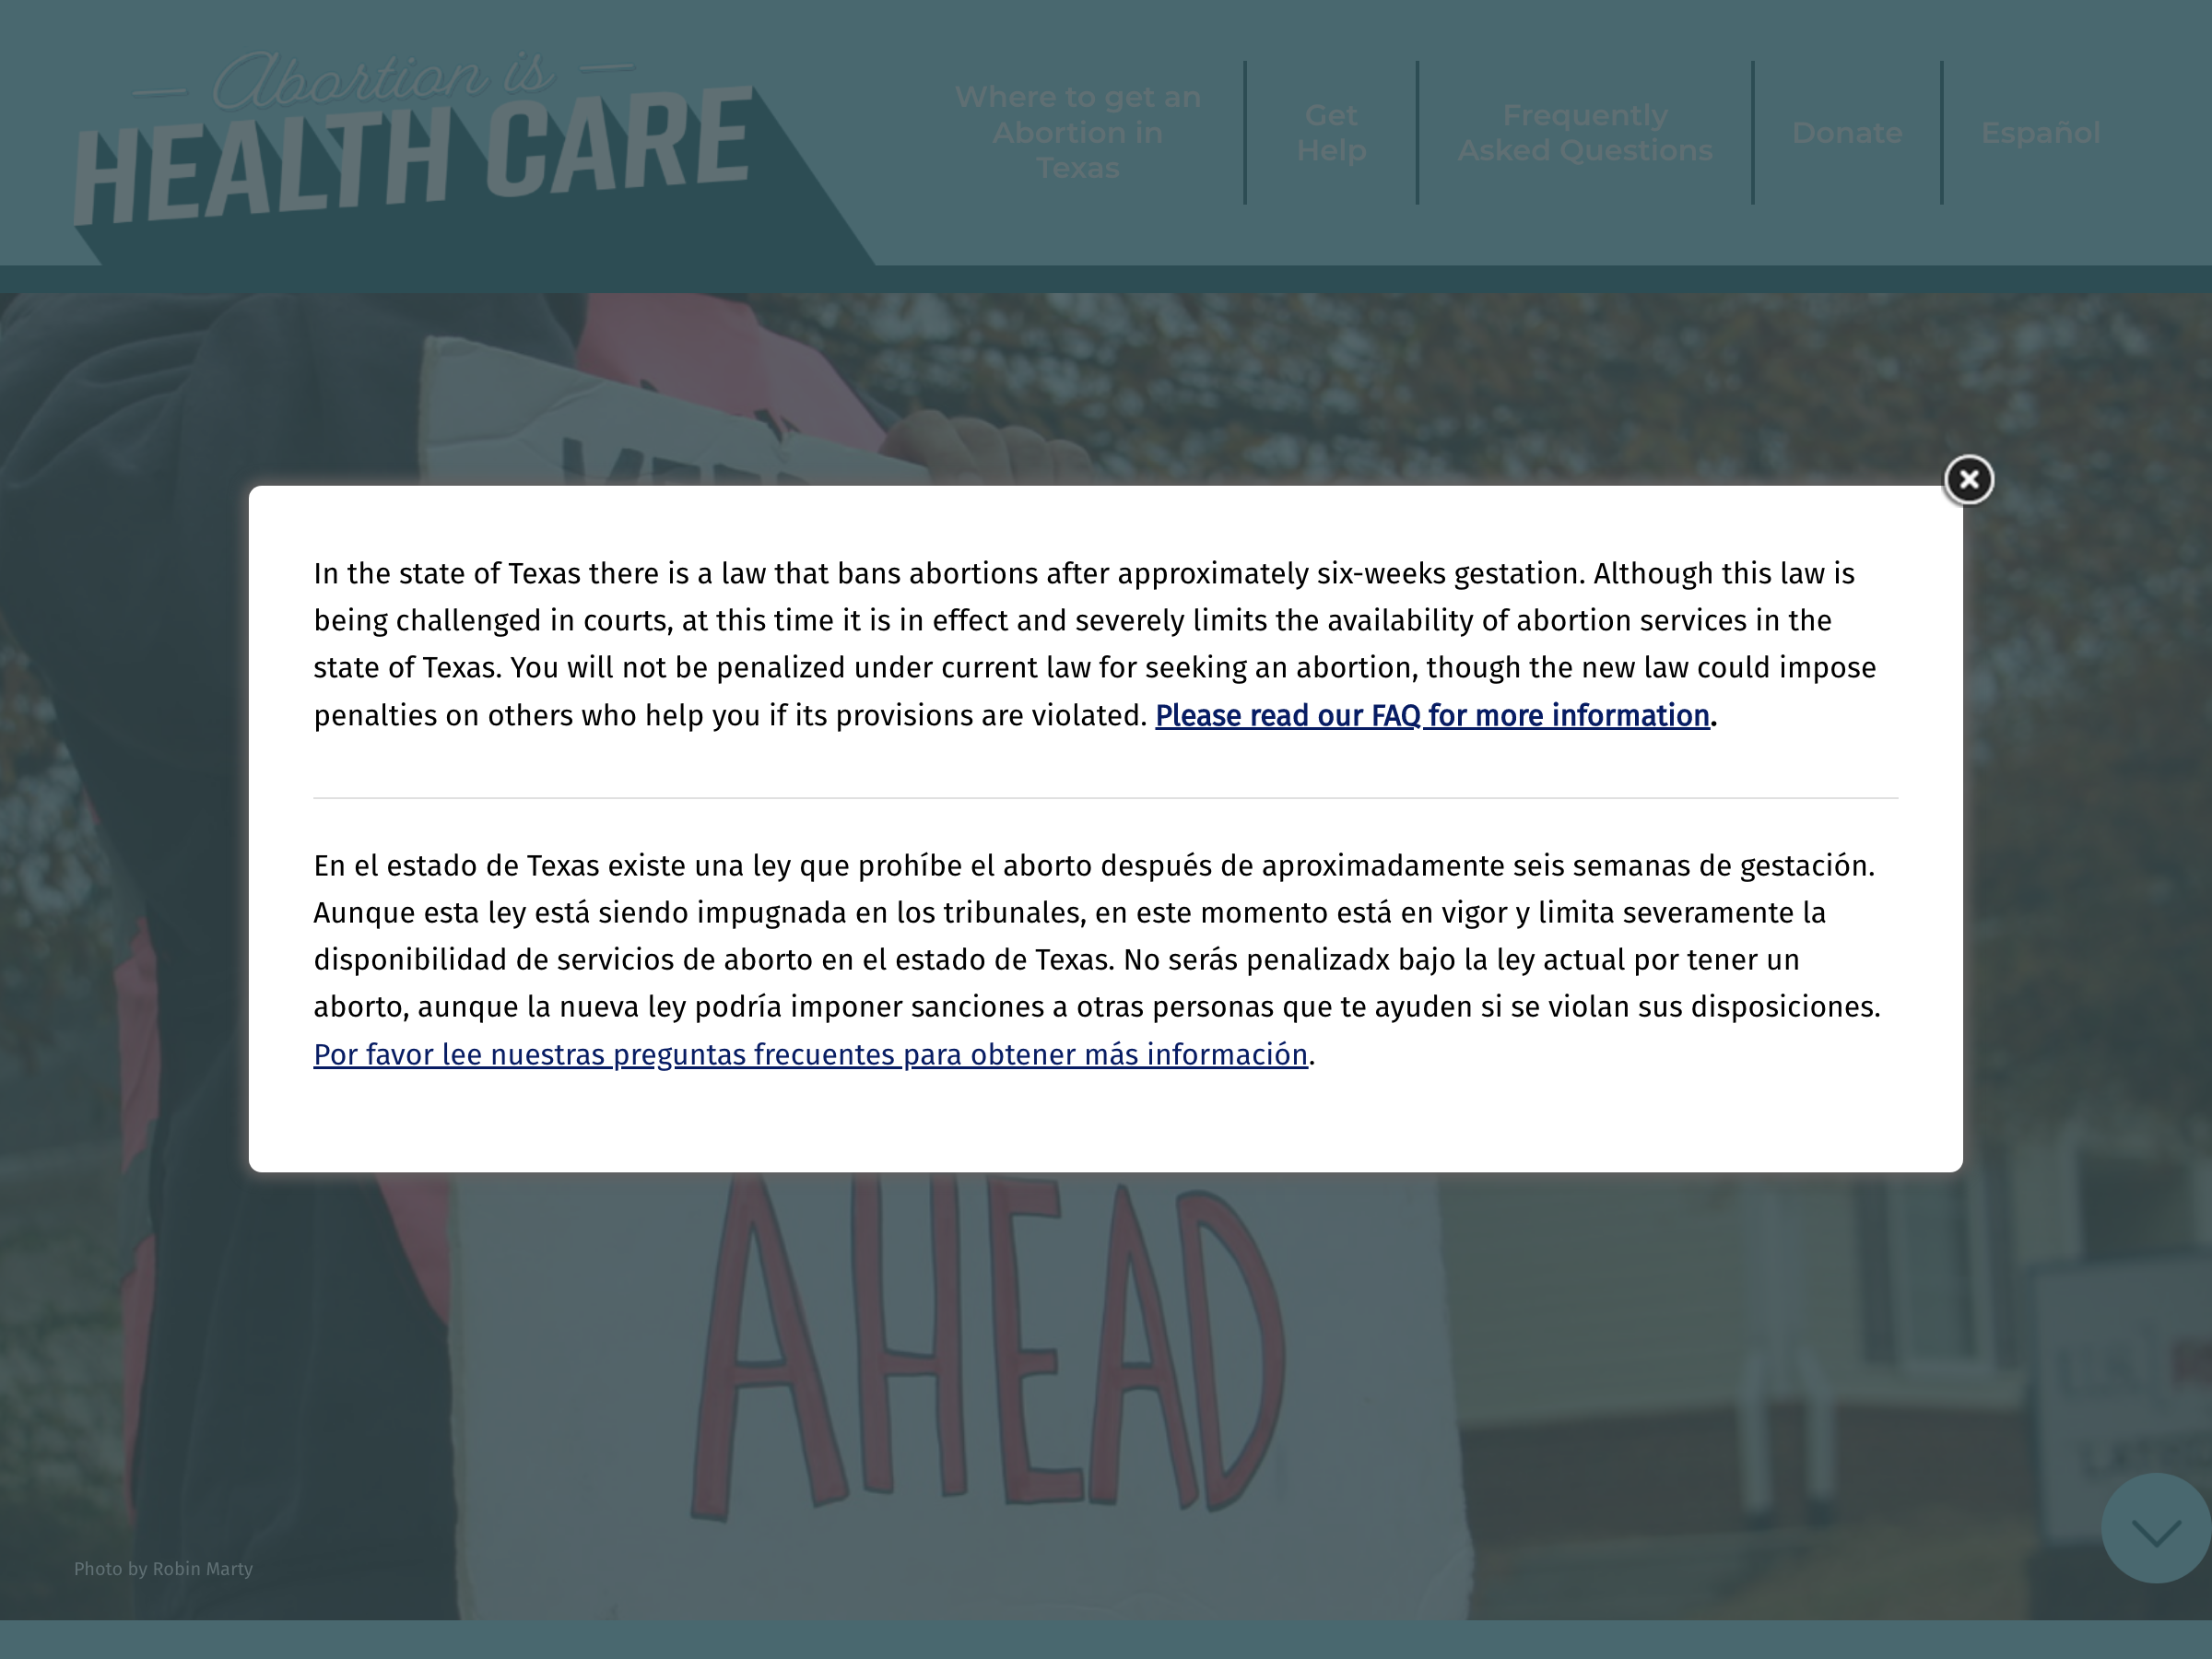 Abortion is
HEALTH CARE
Where to get an
Abortion in
Texas
Get
Help
Frequently
Asked Questions
Donate
Español
In the state of Texas there is a law that bans abortions after approximately six-weeks gestation. Although this law is
being challenged in courts, at this time it is in effect and severely limits the availability of abortion services in the
state of Texas. You will not be penalized under current law for seeking an abortion, though the new law could impose
penalties on others who help you if its provisions are violated. Please read our FAQ for more information.
En el estado de Texas existe una ley que prohíbe el aborto después de aproximadamente seis semanas de gestación.
Aunque esta ley está siendo impugnada en los tribunales, en este momento está en vigor y limita severamente la
disponibilidad de servicios de aborto en el estado de Texas. No serás penalizadx bajo la ley actual por tener un
aborto, aunque la nueva ley podría imponer sanciones a otras personas que te ayuden si se violan sus disposiciones.
Por favor lee nuestras preguntas frecuentes para obtener más información.
AHEAD
Photo by Robin Marty